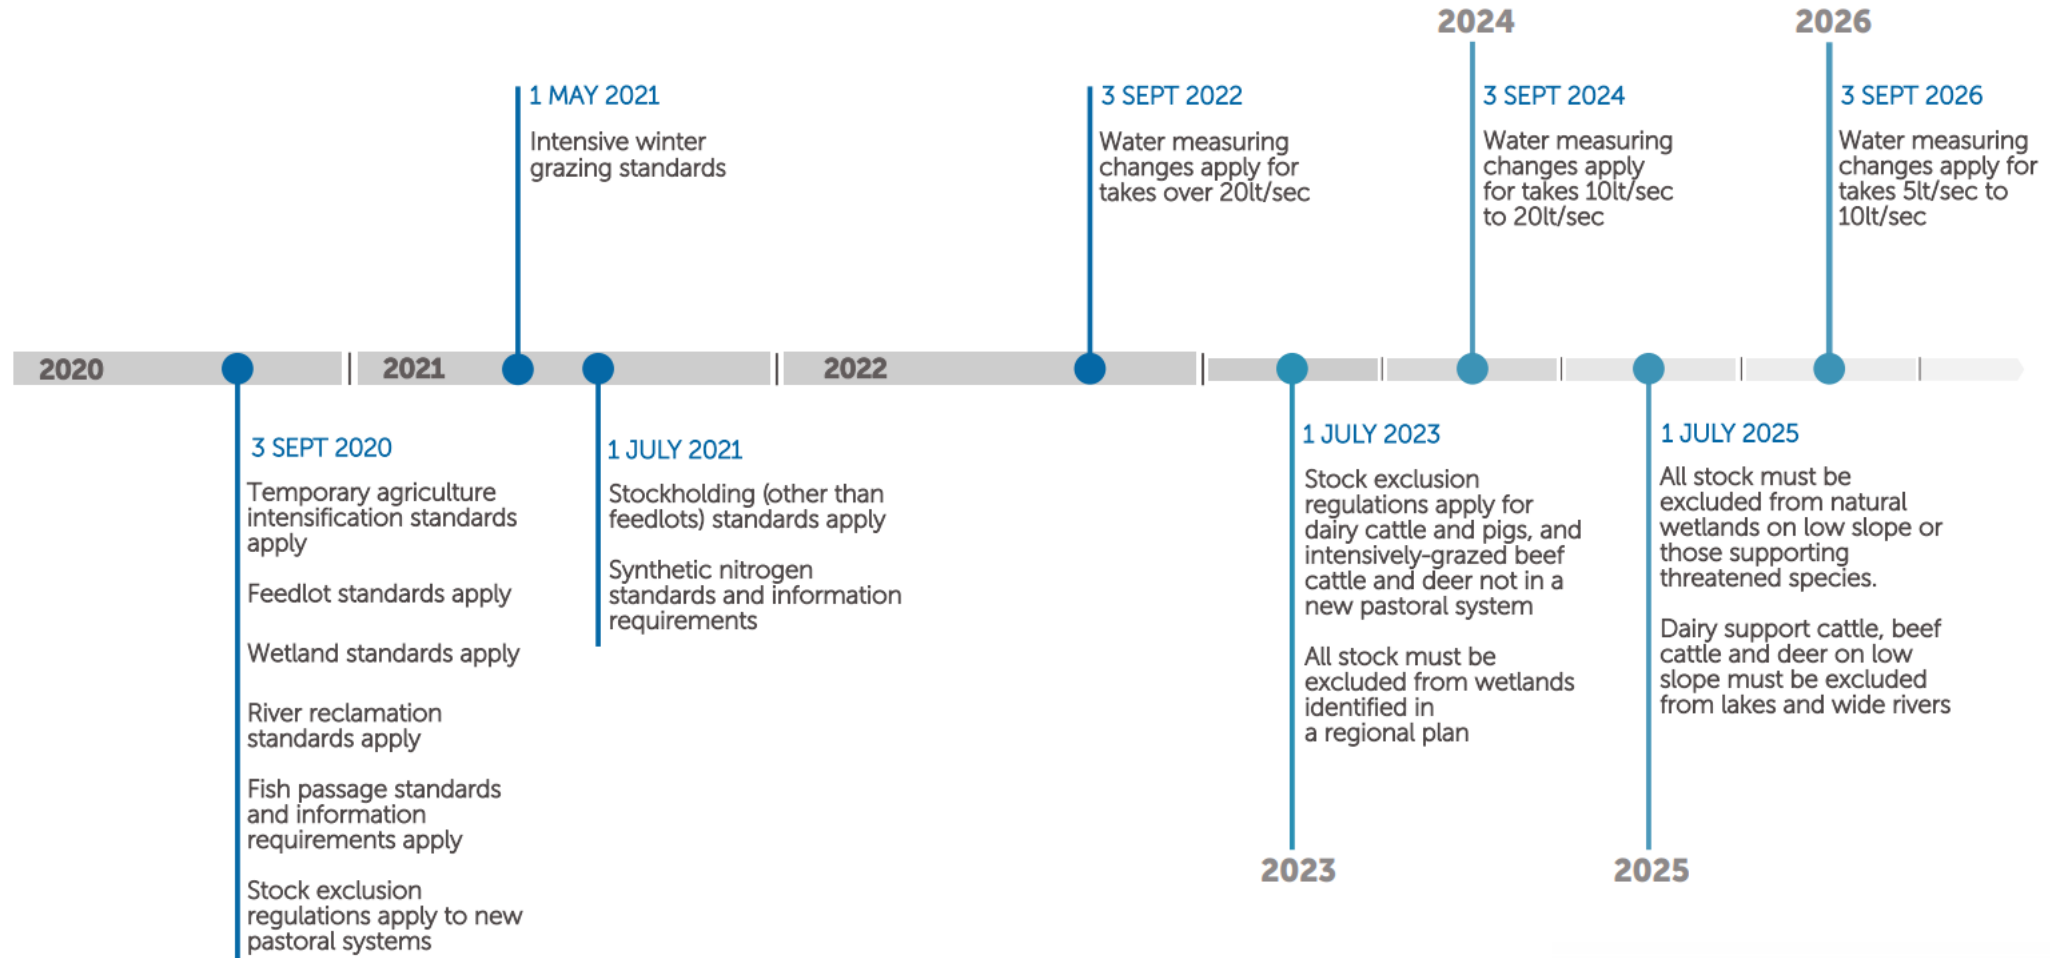 2024
2026
1 MAY 2021
Intensive winter
grazing standards
3 SEPT 2022
Water measuring
changes apply for
takes over 20lt/sec
3 SEPT 2024
Water measuring
changes apply
for takes 10lt/sec
to 20lt/sec
3 SEPT 2026
Water measuring
changes apply for
takes 5lt/sec to
10lt/sec
2020
2021
2022
3 SEPT 2020
Temporary agriculture
intensification standards
apply
Feedlot standards apply
Wetland standards apply
River reclamation
standards apply
Fish passage standards
and information
requirements apply
Stock exclusion
regulations apply to new
pastoral systems
1 JULY 2021
Stockholding (other than
feedlots) standards apply
Synthetic nitrogen
standards and information
requirements
1 JULY 2023
Stock exclusion
regulations apply for
dairy cattle and pigs, and
intensively-grazed beef
cattle and deer not in a
new pastoral system
All stock must be
excluded from wetlands
identified in
a regional plan
2023
1 JULY 2025
All stock must be
excluded from natural
wetlands on low slope or
those supporting
threatened species.
Dairy support cattle, beef
cattle and deer on low
slope must be excluded
from lakes and wide rivers
2025